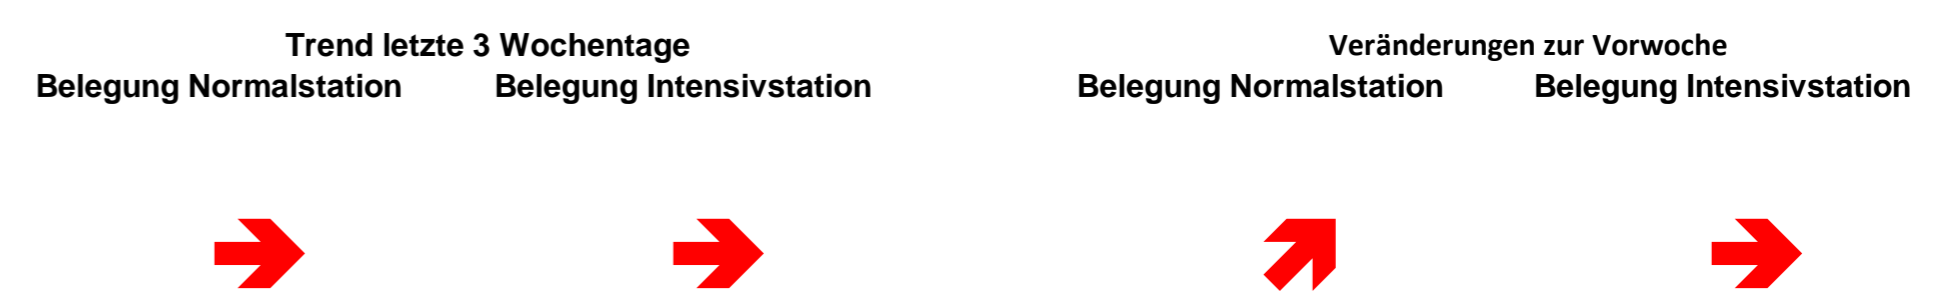 Trend letzte 3 Wochentage
Belegung Normalstation Belegung Intensivstation
Veränderungen zur Vorwoche
Belegung Normalstation Belegung Intensivstation